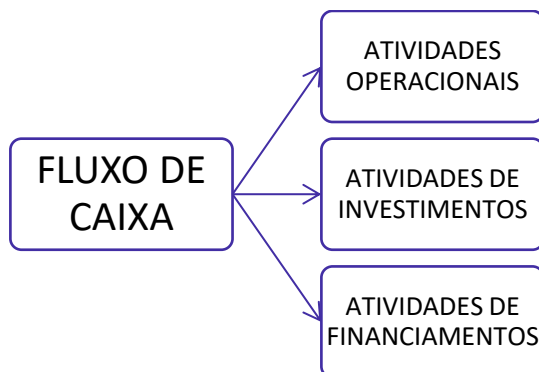 FLUXO DE
CAIXA
ATIVIDADES
OPERACIONAIS
ATIVIDADES DE
INVESTIMENTOS
ATIVIDADES DE
FINANCIAMENTOS